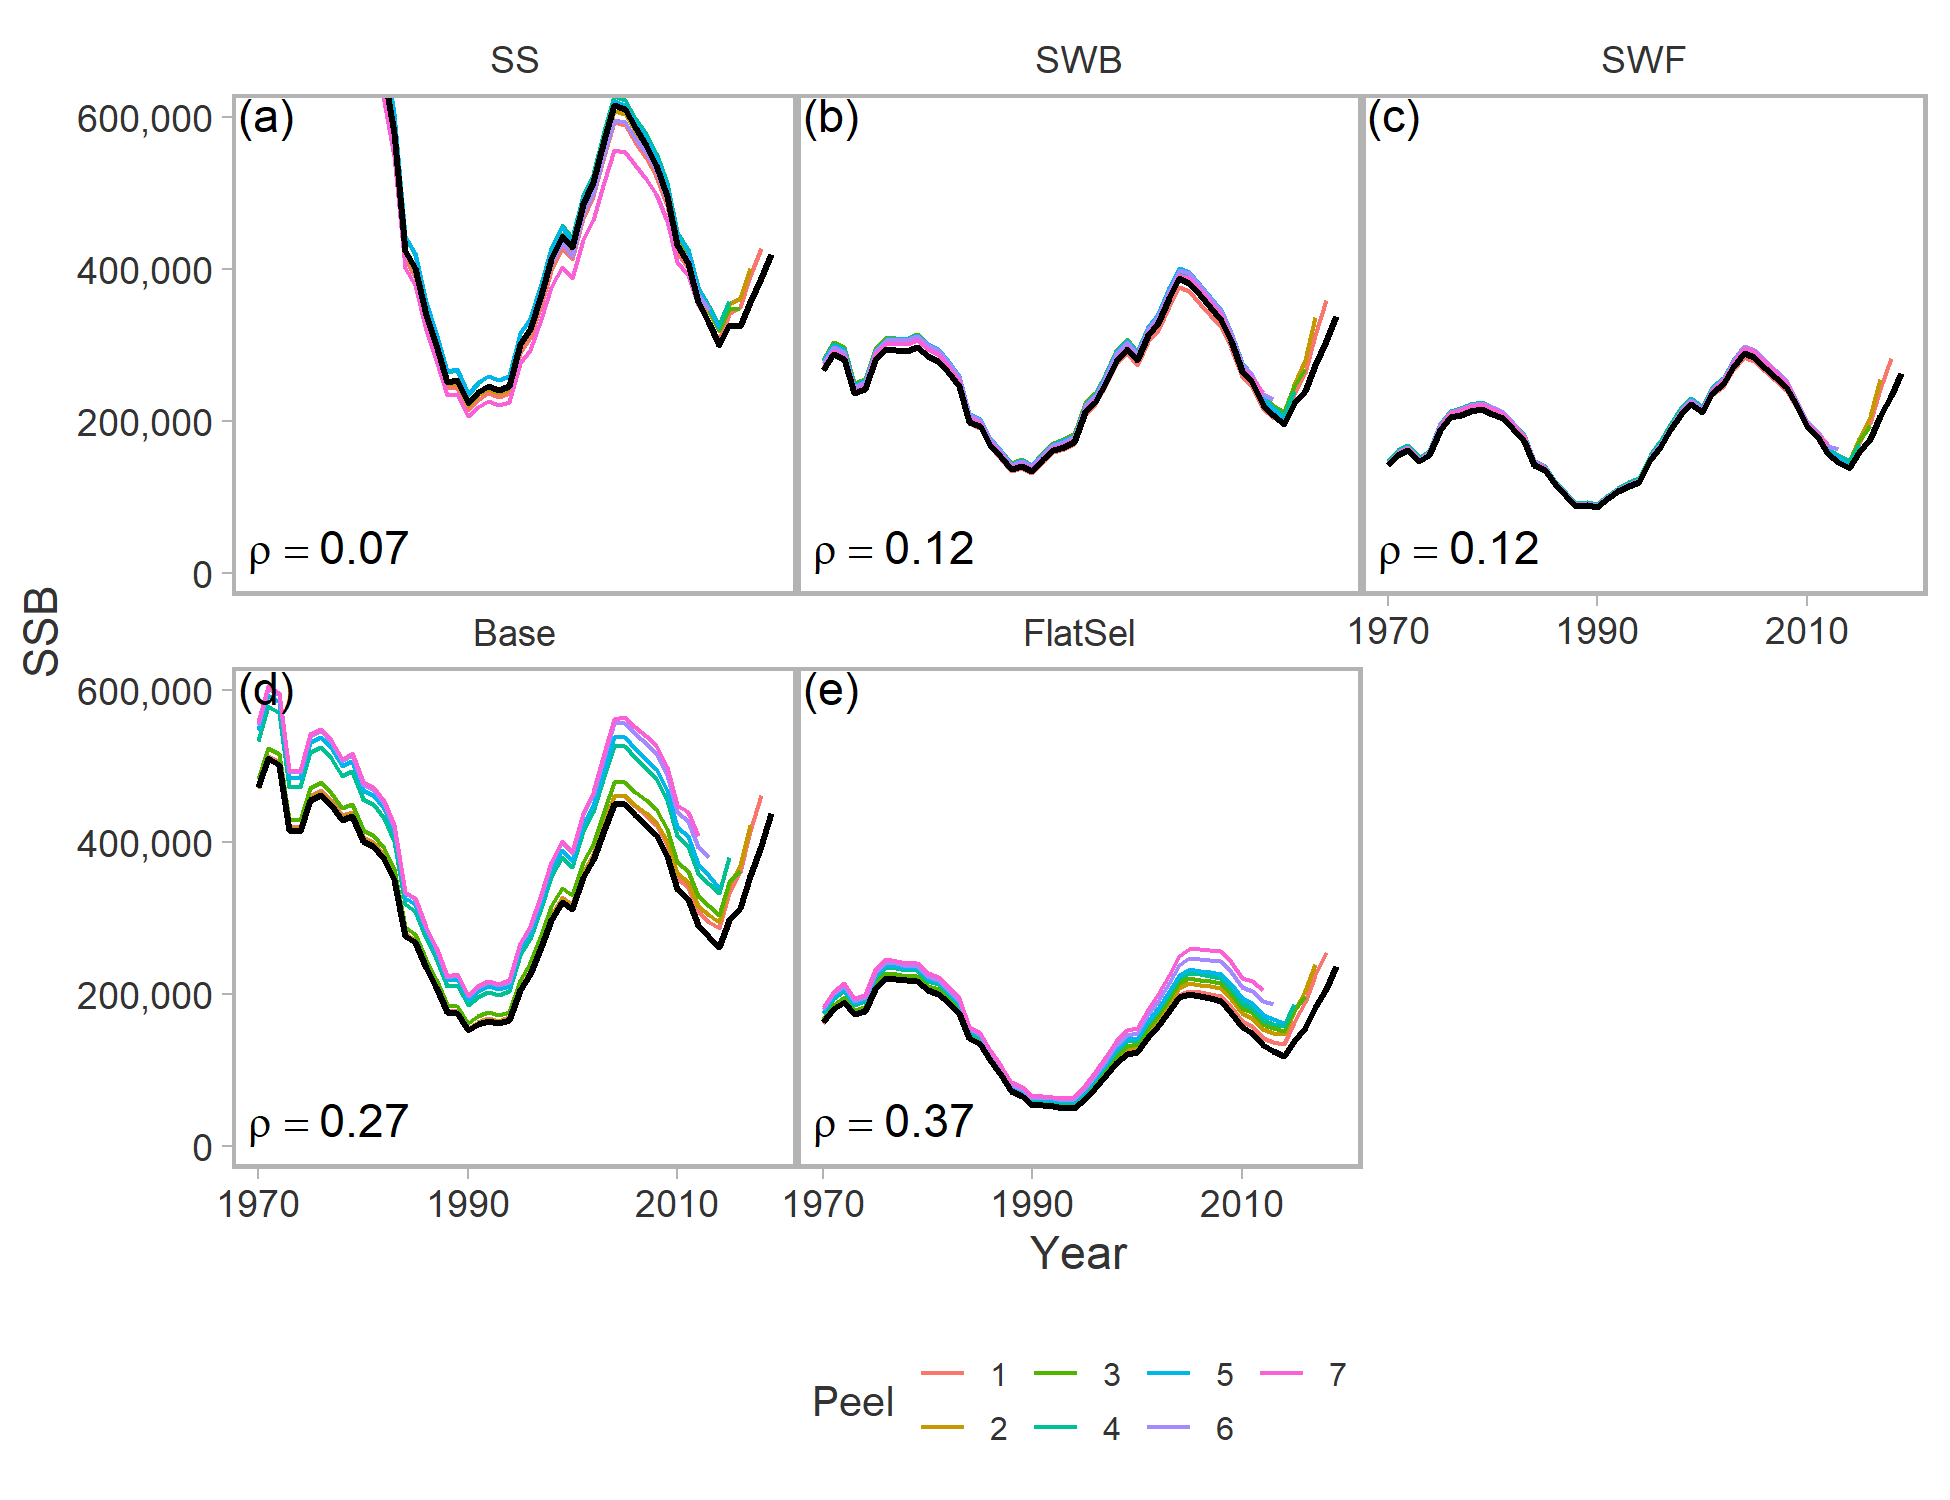 SS SWB SWF
600,000 (a) (b) (c)
400,000
200,000
ρ = 0.07 ρ = 0.12 ρ = 0.12
0
1970 1990 2010
Base FlatSel
SSB
600,000 (d) (e)
400,000
200,000
ρ = 0.27 ρ = 0.37
0
1970 1990 2010 1970 1990 2010
Year
Peel 1 3 5 7
2 4 6